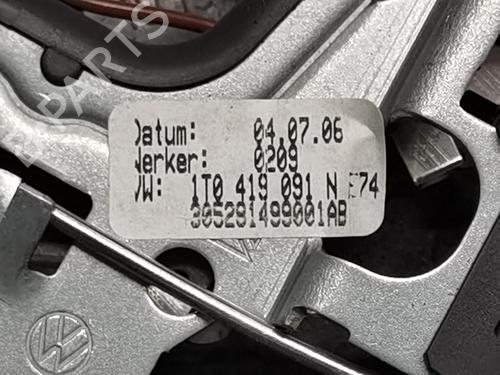 Datum: 04.07.06
Werker: 0209
VW: 1T0 419 091 N E74
305281499001AB